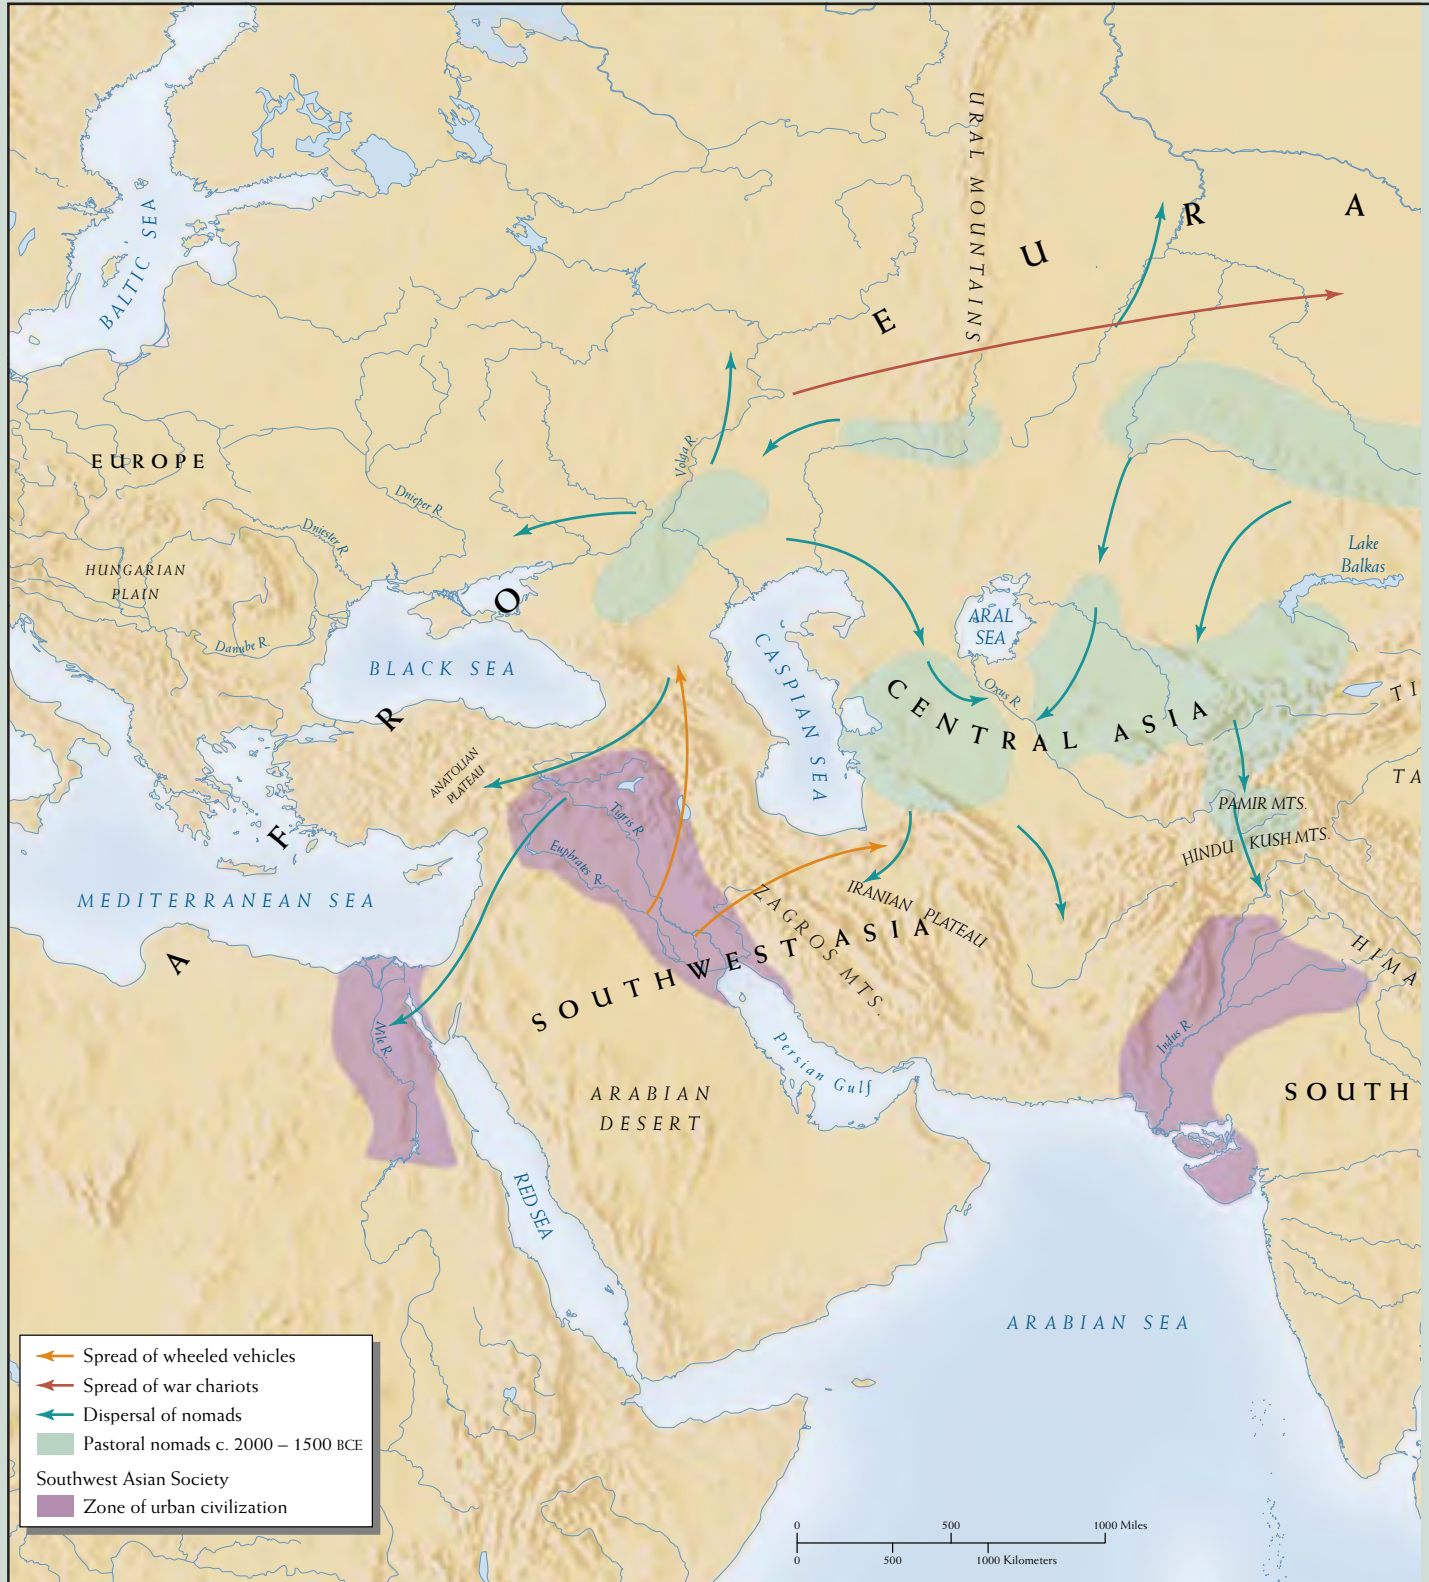 URAL MOUNTAINS
BALTIC SEA
A F R O E U R A
EUROPE
Volga R.
Dnieper R.
Dniester R.
HUNGARIAN
PLAIN
Danube R.
Lake
Balkas
ARAL
SEA
BLACK SEA
CASPIAN SEA
Oxus R.
CENTRAL ASIA
TI
TA
ANATOLIAN
PLATEAU
Tigris R.
Euphrates R.
PAMIR MTS.
HINDU KUSH MTS.
IRANIAN PLATEAU
ZAGROS MTS.
MEDITERRANEAN SEA
SOUTHWEST ASIA
HIMA
Nile R.
Indus R.
Persian Gulf
ARABIAN
DESERT
SOUTH
RED SEA
ARABIAN SEA
Spread of wheeled vehicles
Spread of war chariots
Dispersal of nomads
Pastoral nomads c. 2000 – 1500 BCE
Southwest Asian Society
Zone of urban civilization
0 500 1000 Miles
0 500 1000 Kilometers